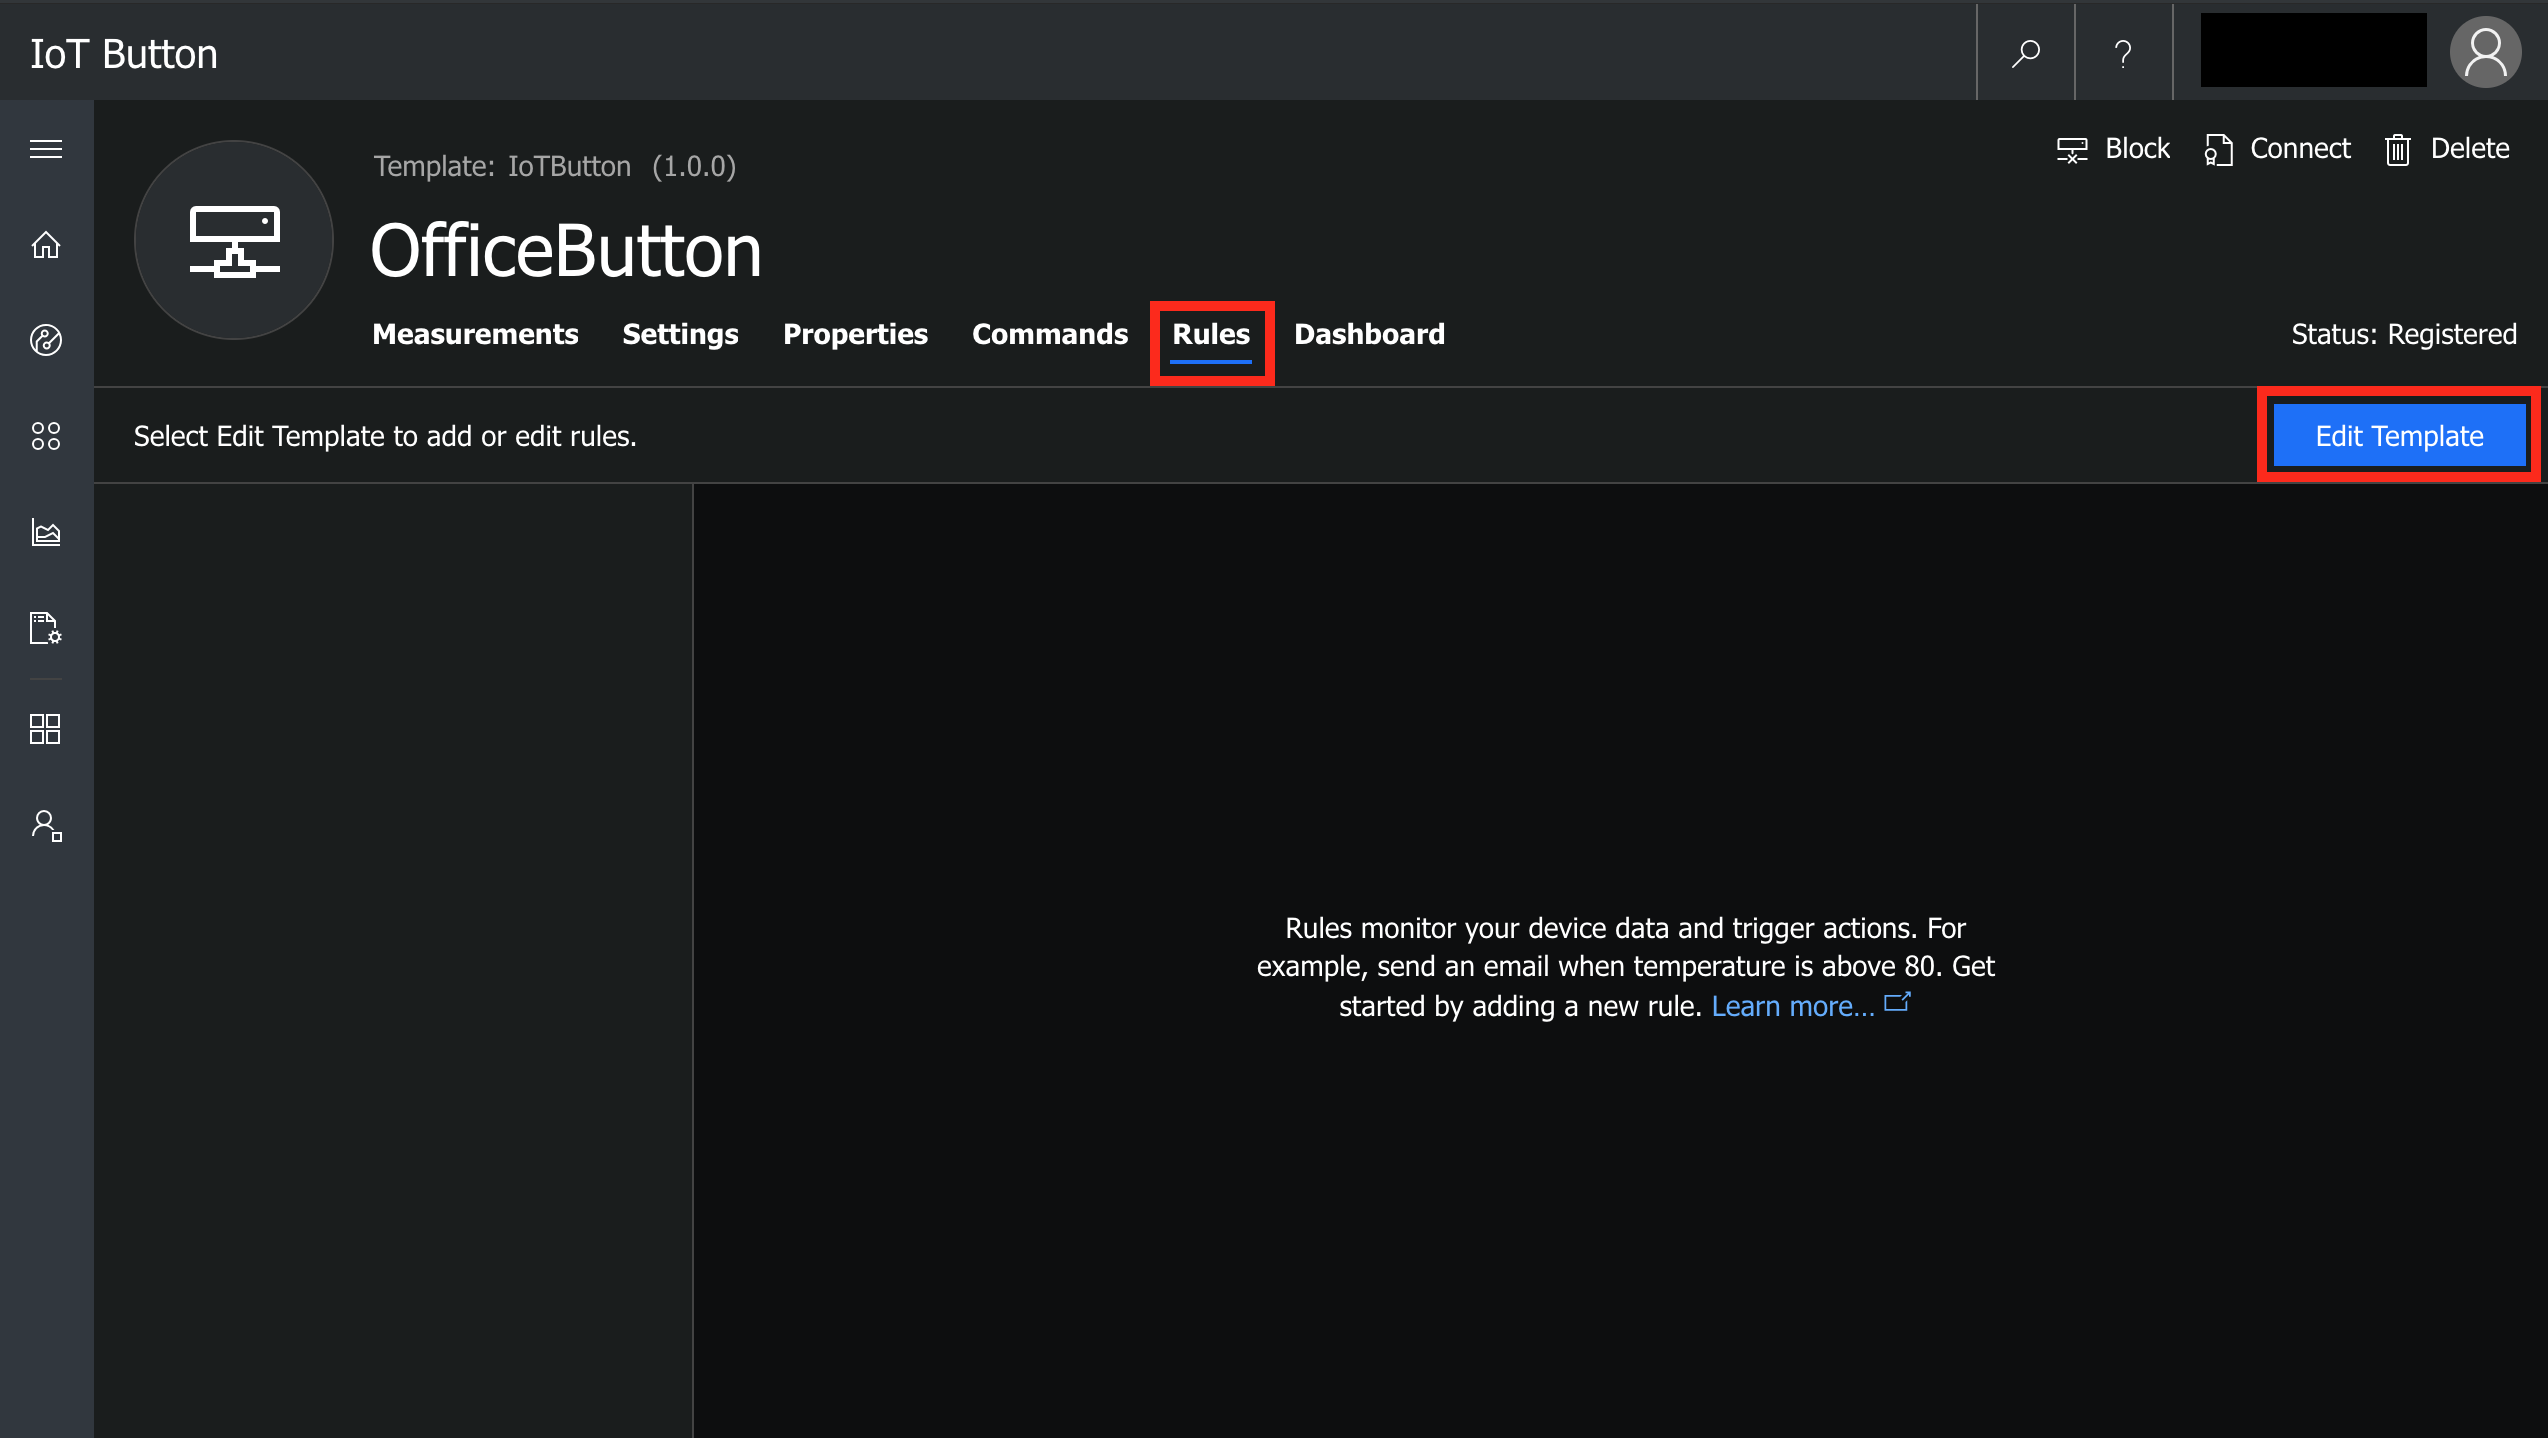 IoT Button
?
Template: IoTButton (1.0.0)
Block
Connect
Delete
OfficeButton
Measurements Settings Properties Commands Rules Dashboard
Status: Registered
Select Edit Template to add or edit rules.
Edit Template
Rules monitor your device data and trigger actions. For
example, send an email when temperature is above 80. Get
started by adding a new rule. Learn more...